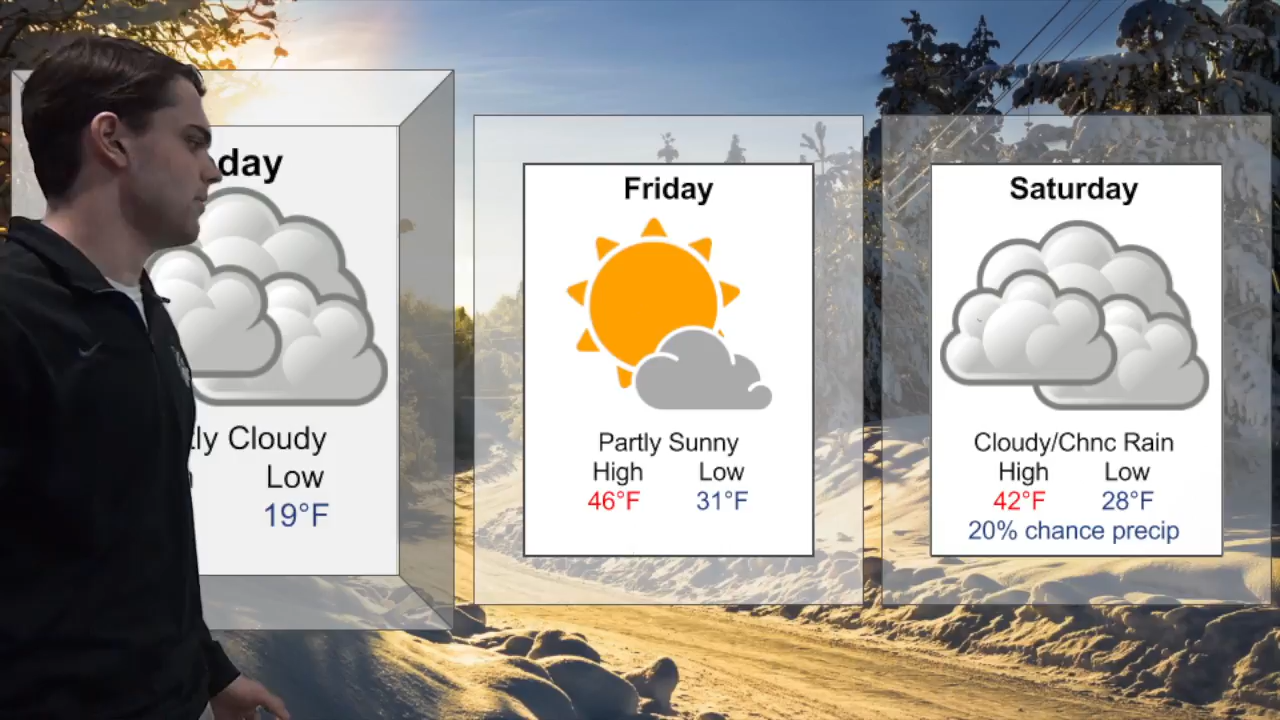 day
Cloudy
Low
19°F
Friday
Partly Sunny
High Low
46°F 31°F
Saturday
Cloudy/Chnc Rain
High Low
42°F 28°F
20% chance precip